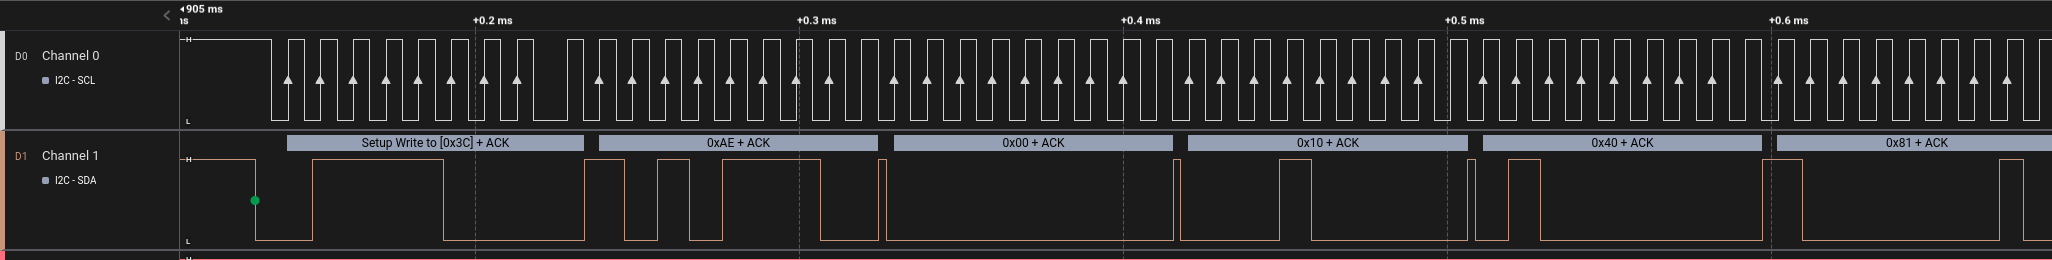 905 ms
ns +0.2 ms +0.3 ms +0.4 ms +0.5 ms +0.6 ms
D0 Channel 0
H
I2C - SCL
L
Setup Write to [0x3C] + ACK 0xAE + ACK 0x00 + ACK 0x10 + ACK 0x40 + ACK 0x81 + ACK
D1 Channel 1
H
I2C - SDA
L